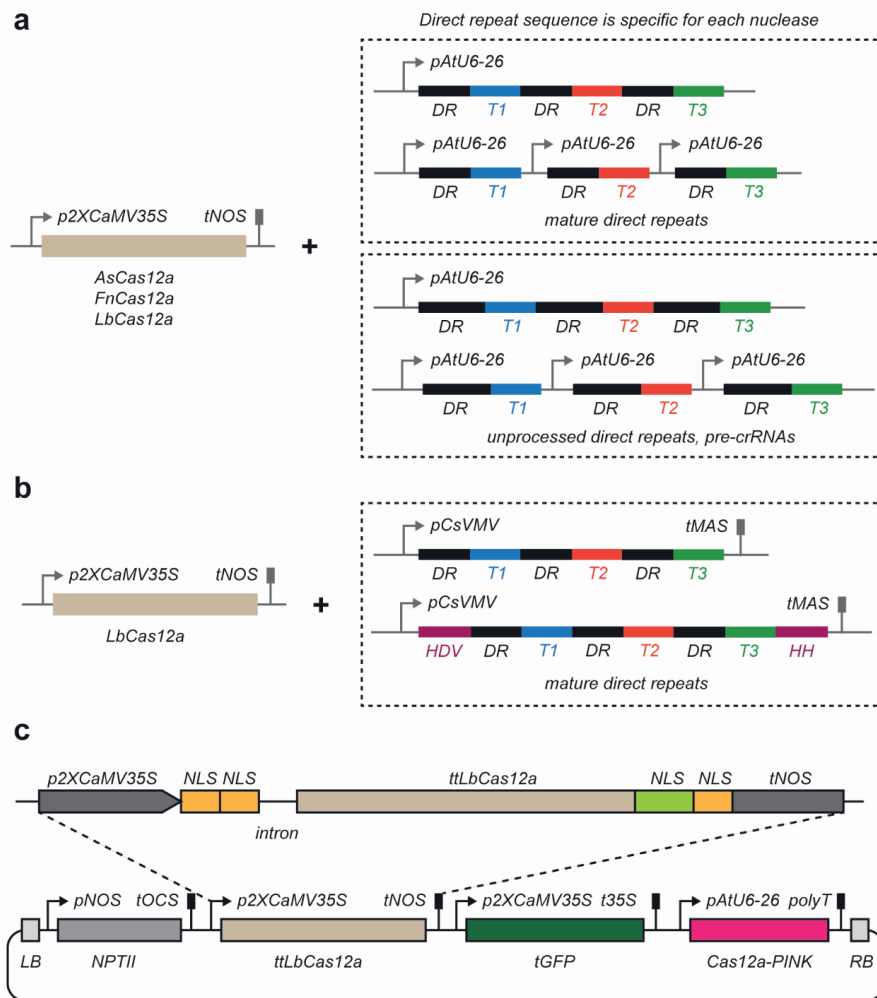 a
Direct repeat sequence is specific for each nuclease
pAtU6-26
DR T1 DR T2 DR T3
pAtU6-26 pAtU6-26 pAtU6-26
DR T1 DR T2 DR T3
mature direct repeats
p2XCaMV35S tNOS
+
AsCas12a
FnCas12a
LbCas12a
pAtU6-26
DR T1 DR T2 DR T3
pAtU6-26 pAtU6-26 pAtU6-26
DR T1 DR T2 DR T3
unprocessed direct repeats, pre-crRNAs
b
p2XCaMV35S tNOS
+
LbCas12a
pCsVMV tMAS
DR T1 DR T2 DR T3
pCsVMV tMAS
HDV DR T1 DR T2 DR T3 HH
mature direct repeats
c
p2XCaMV35S NLS NLS ttLbCas12a NLS NLS tNOS
intron
pNOS tOCS p2XCaMV35S tNOS p2XCaMV35S t35S pAtU6-26 polyT
LB NPTII ttLbCas12a tGFP Cas12a-PINK RB